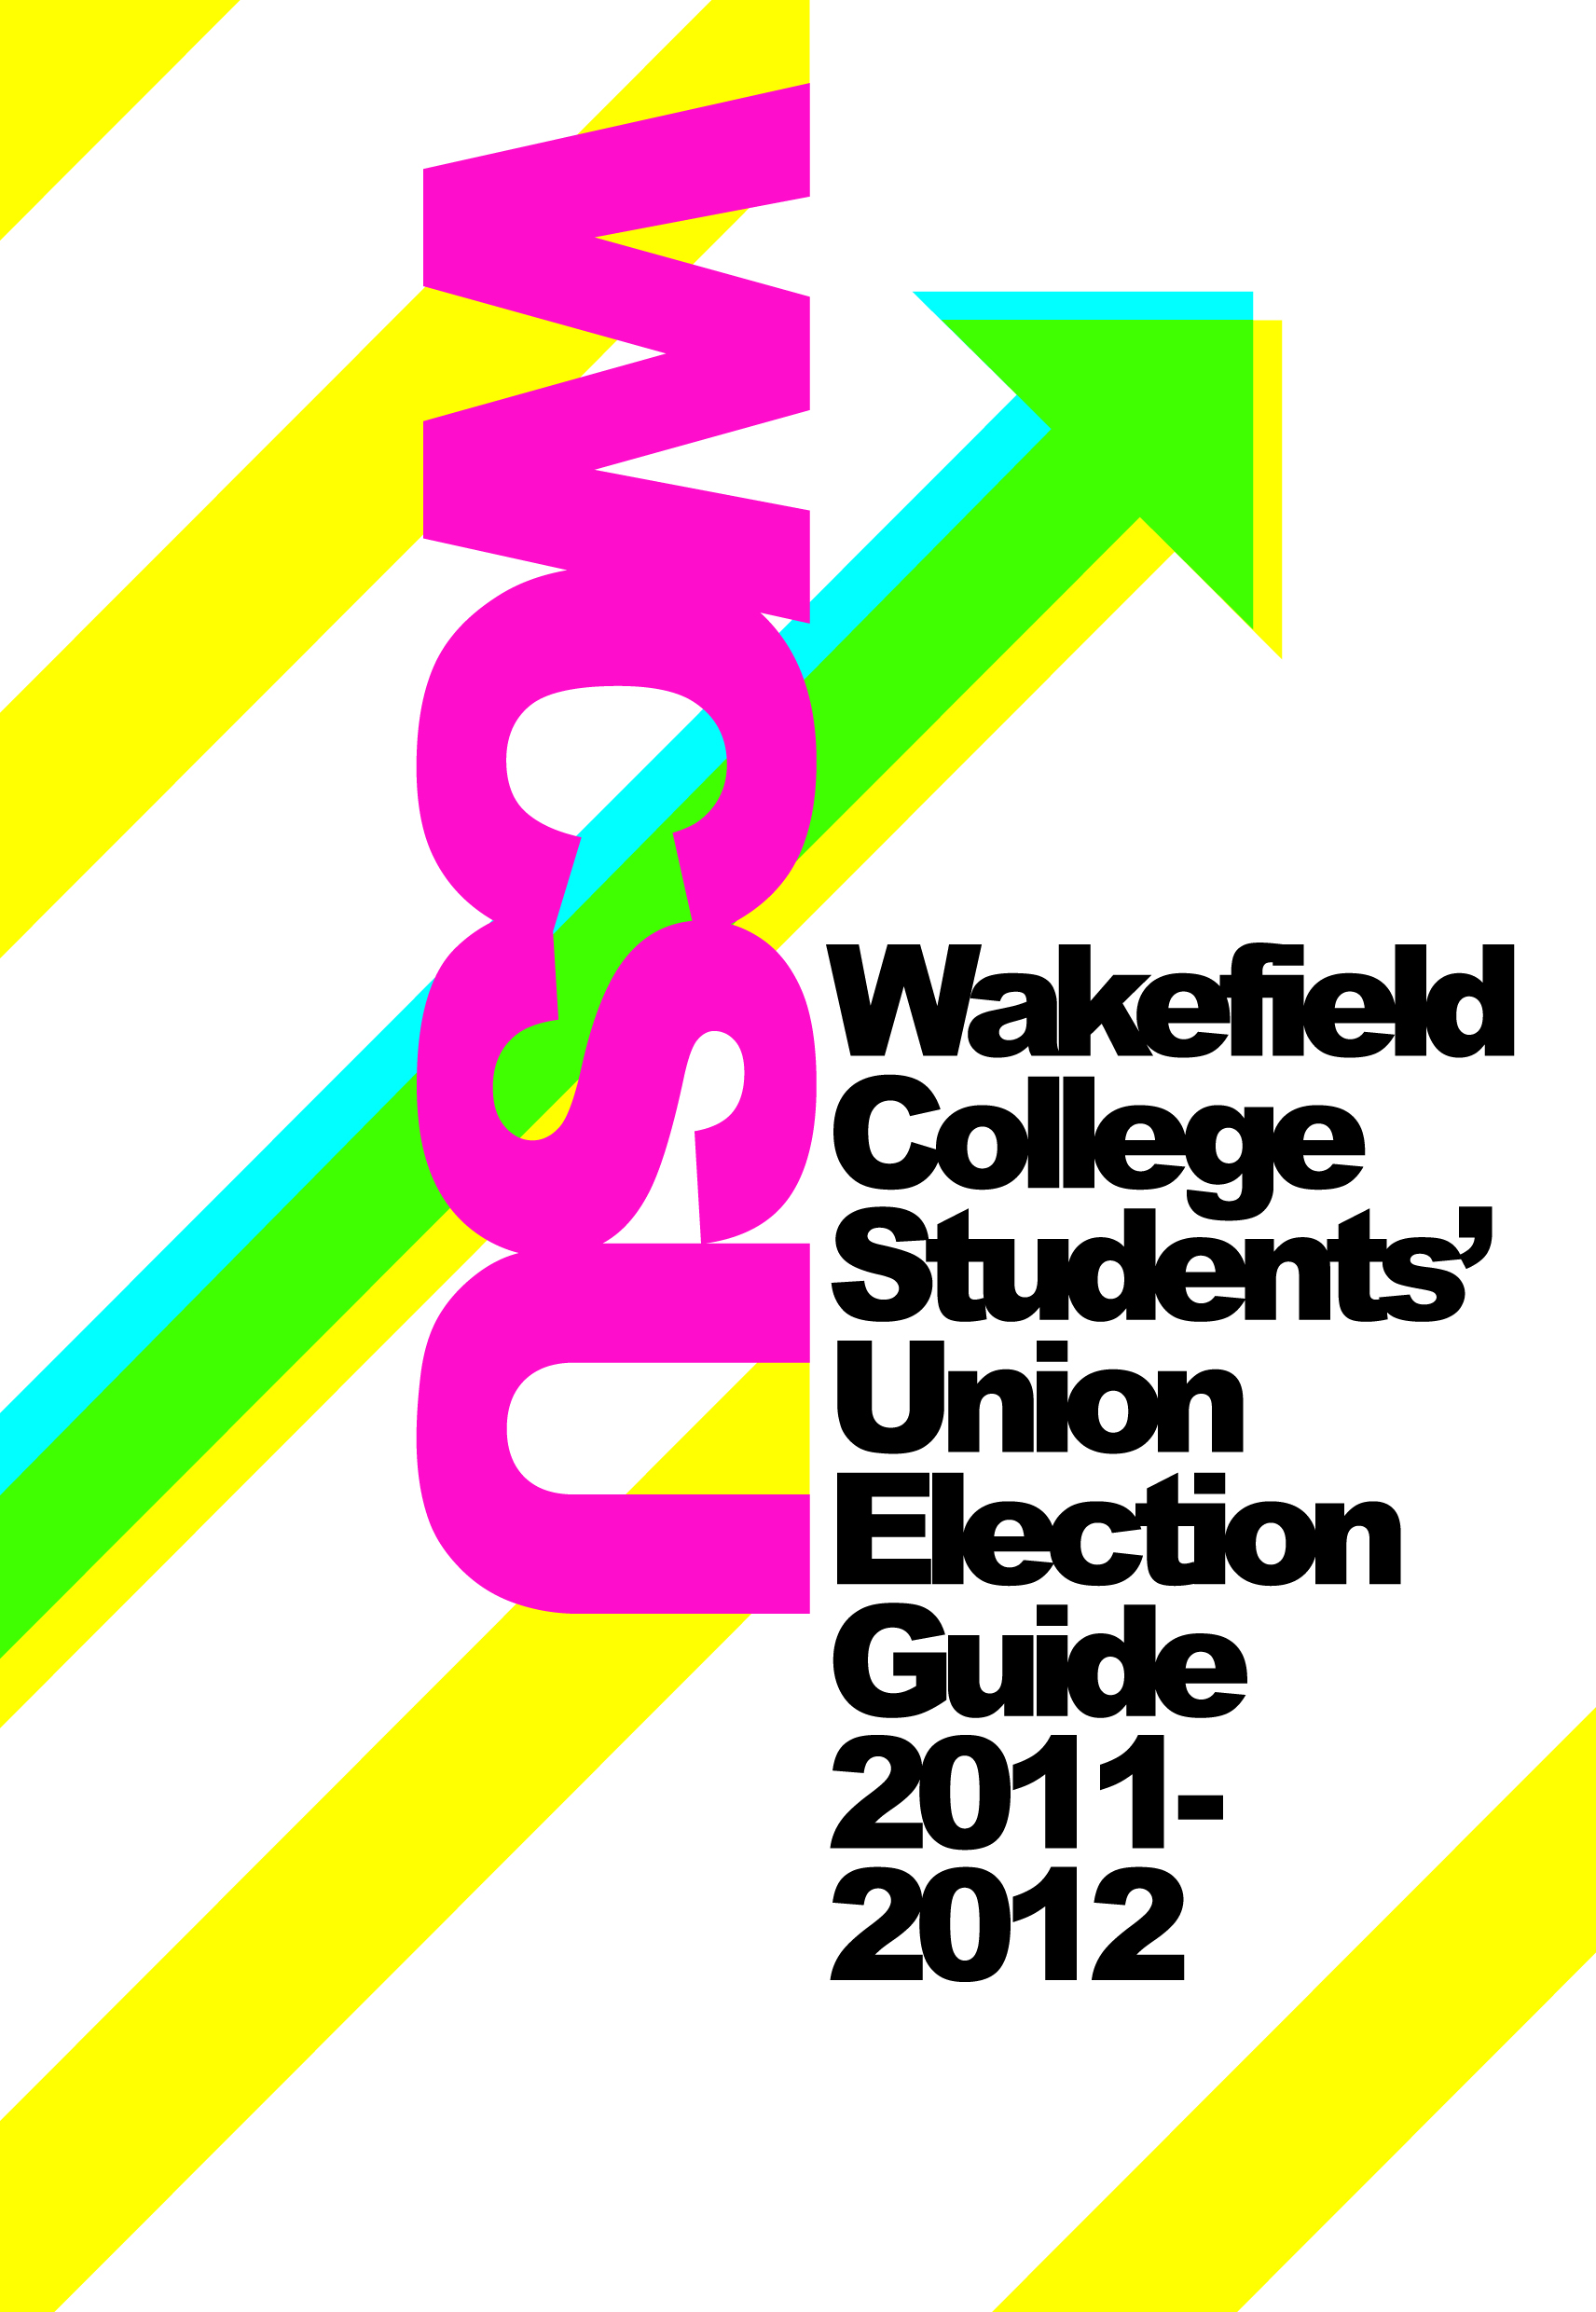 WCSU
Wakefield
College
Students’
Union
Election
Guide
2011-
2012